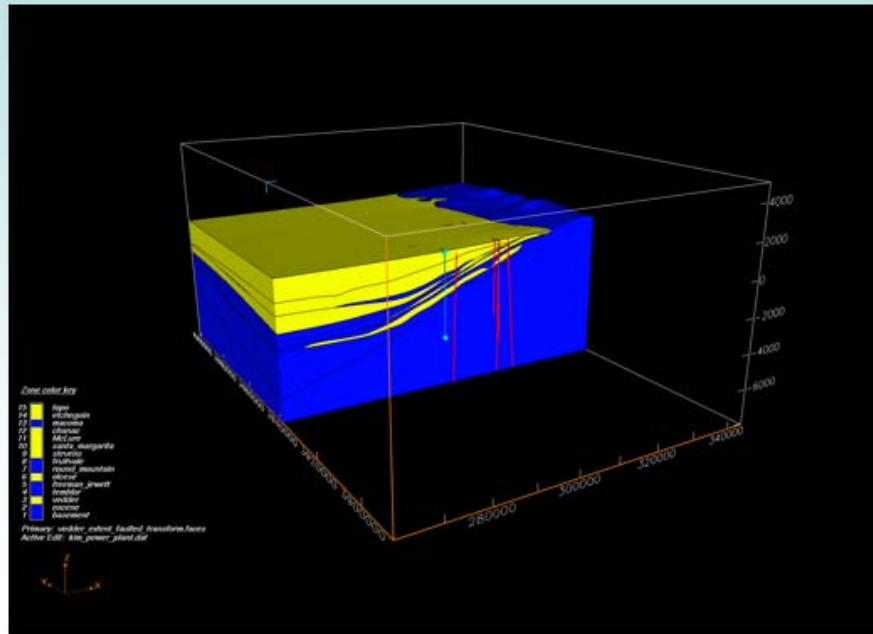 4000
2000
0
-2000
-4000
-6000
280000
300000
320000
340000
Zone color key
15 topo
14 etchegoin
13 macoma
12 chanac
11 McLure
10 santa_margarita
9 stevens
8 fruitvale
7 round_mountain
6 olcese
5 freeman_jewett
4 temblor
3 vedder
2 eocene
1 basement
Primary: vedder_extent_faulted_transform.faces
Active Edit: kim_power_plant.dat
Z
Y
X